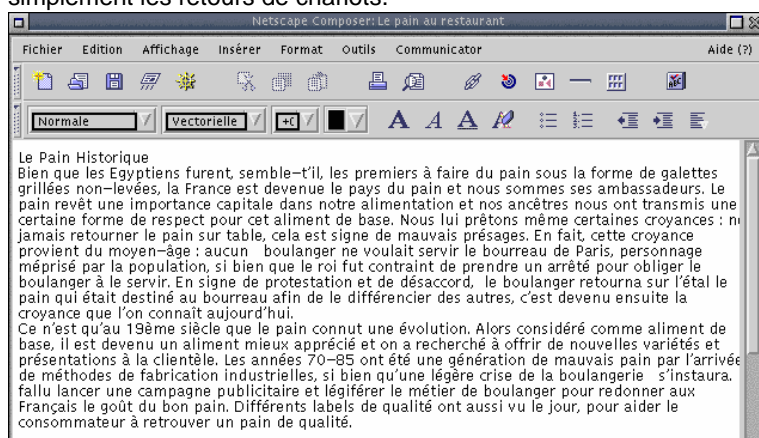 simplement les retours de chariots.
Netscape Composer: Le pain au restaurant
Fichier Edition Affichage Insérer Format Outils Communicator Aide (?)
Normale Vectorielle +0 A A A
Le Pain Historique
Bien que les Egyptiens furent, semble-t'il, les premiers à faire du pain sous la forme de galettes
grillées non-levées, la France est devenue le pays du pain et nous sommes ses ambassadeurs. Le
pain revêt une importance capitale dans notre alimentation et nos ancêtres nous ont transmis une
certaine forme de respect pour cet aliment de base. Nous lui prêtons même certaines croyances :
jamais retourner le pain sur table, cela est signe de mauvais présages. En fait, cette croyance
provient du moyen-âge : aucun boulanger ne voulait servir le bourreau de Paris, personnage
méprisé par la population, si bien que le roi fut contraint de prendre un arrêté pour obliger le
boulanger à le servir. En signe de protestation et de désaccord, le boulanger retourna sur l'étal le
pain qui était destiné au bourreau afin de le différencier des autres, c'est devenu ensuite la
croyance que l'on connaît aujourd'hui.
Ce n'est qu'au 19ème siècle que le pain connut une évolution. Alors considéré comme aliment de
base, il est devenu un aliment mieux apprécié et on a recherché à offrir de nouvelles variétés et
présentations à la clientèle. Les années 70-85 ont été une génération de mauvais pain par l'arrivée
de méthodes de fabrication industrielles, si bien qu'une légère crise de la boulangerie s'instaura.
fallu lancer une campagne publicitaire et légiférer le métier de boulanger pour redonner aux
Français le goût du bon pain. Différents labels de qualité ont aussi vu le jour, pour aider le
consommateur à retrouver un pain de qualité.